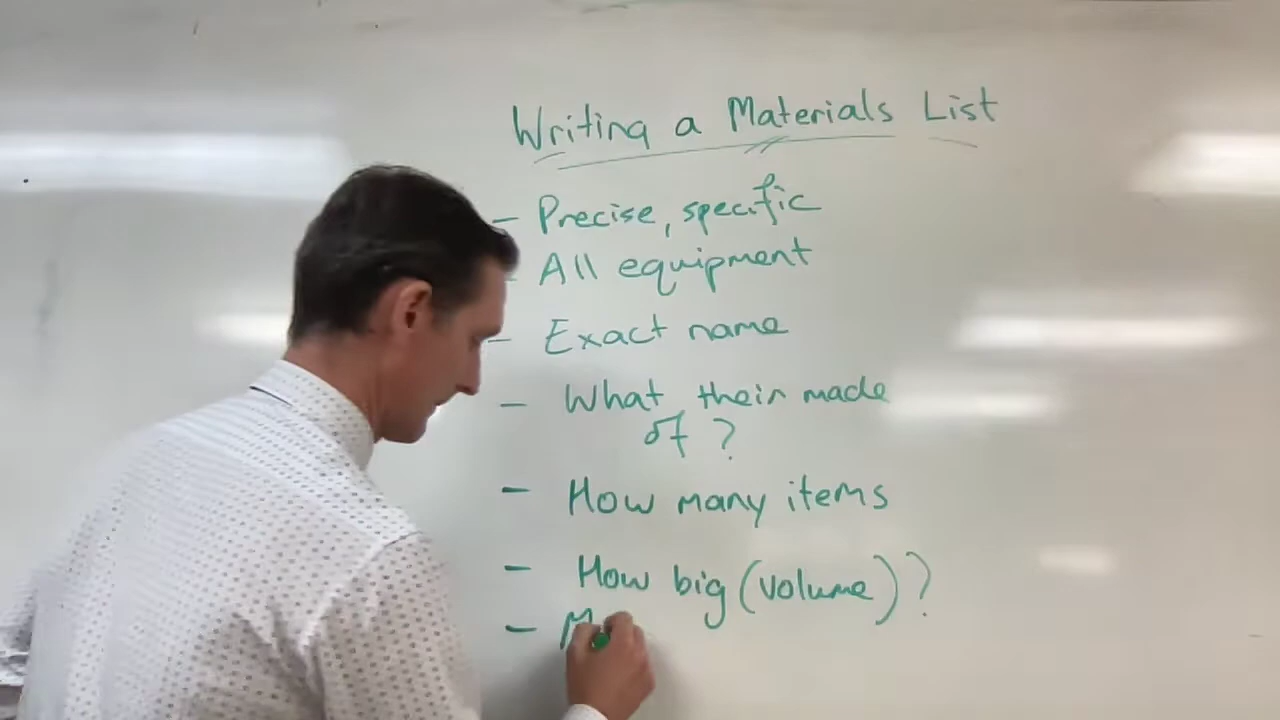 Writing a Materials List
- Precise, specific
- All equipment
- Exact name
- What their made
of ?
- How many items
- How big (volume)?
- M